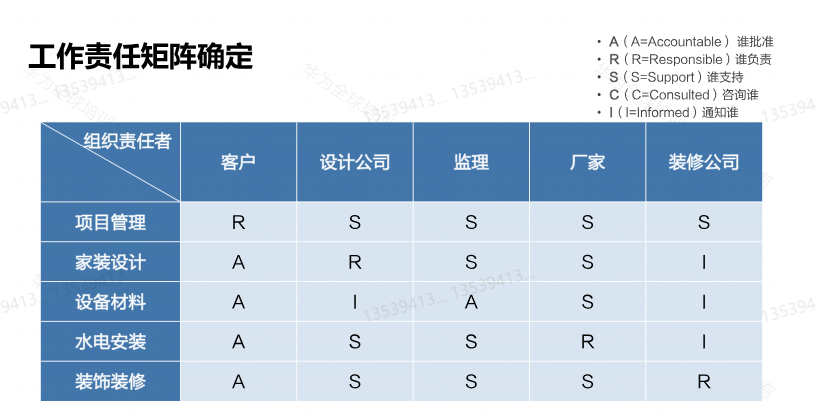 工作责任矩阵确定
• A（A=Accountable）谁批准
• R（R=Responsible）谁负责
• S（S=Support）谁支持
• C（C=Consulted）咨询谁
• I（I=Informed）通知谁
组织责任者 客户 设计公司 监理 厂家 装修公司
项目管理 R S S S S
家装设计 A R S S I
设备材料 A I A S I
水电安装 A S S R I
装饰装修 A S S S R